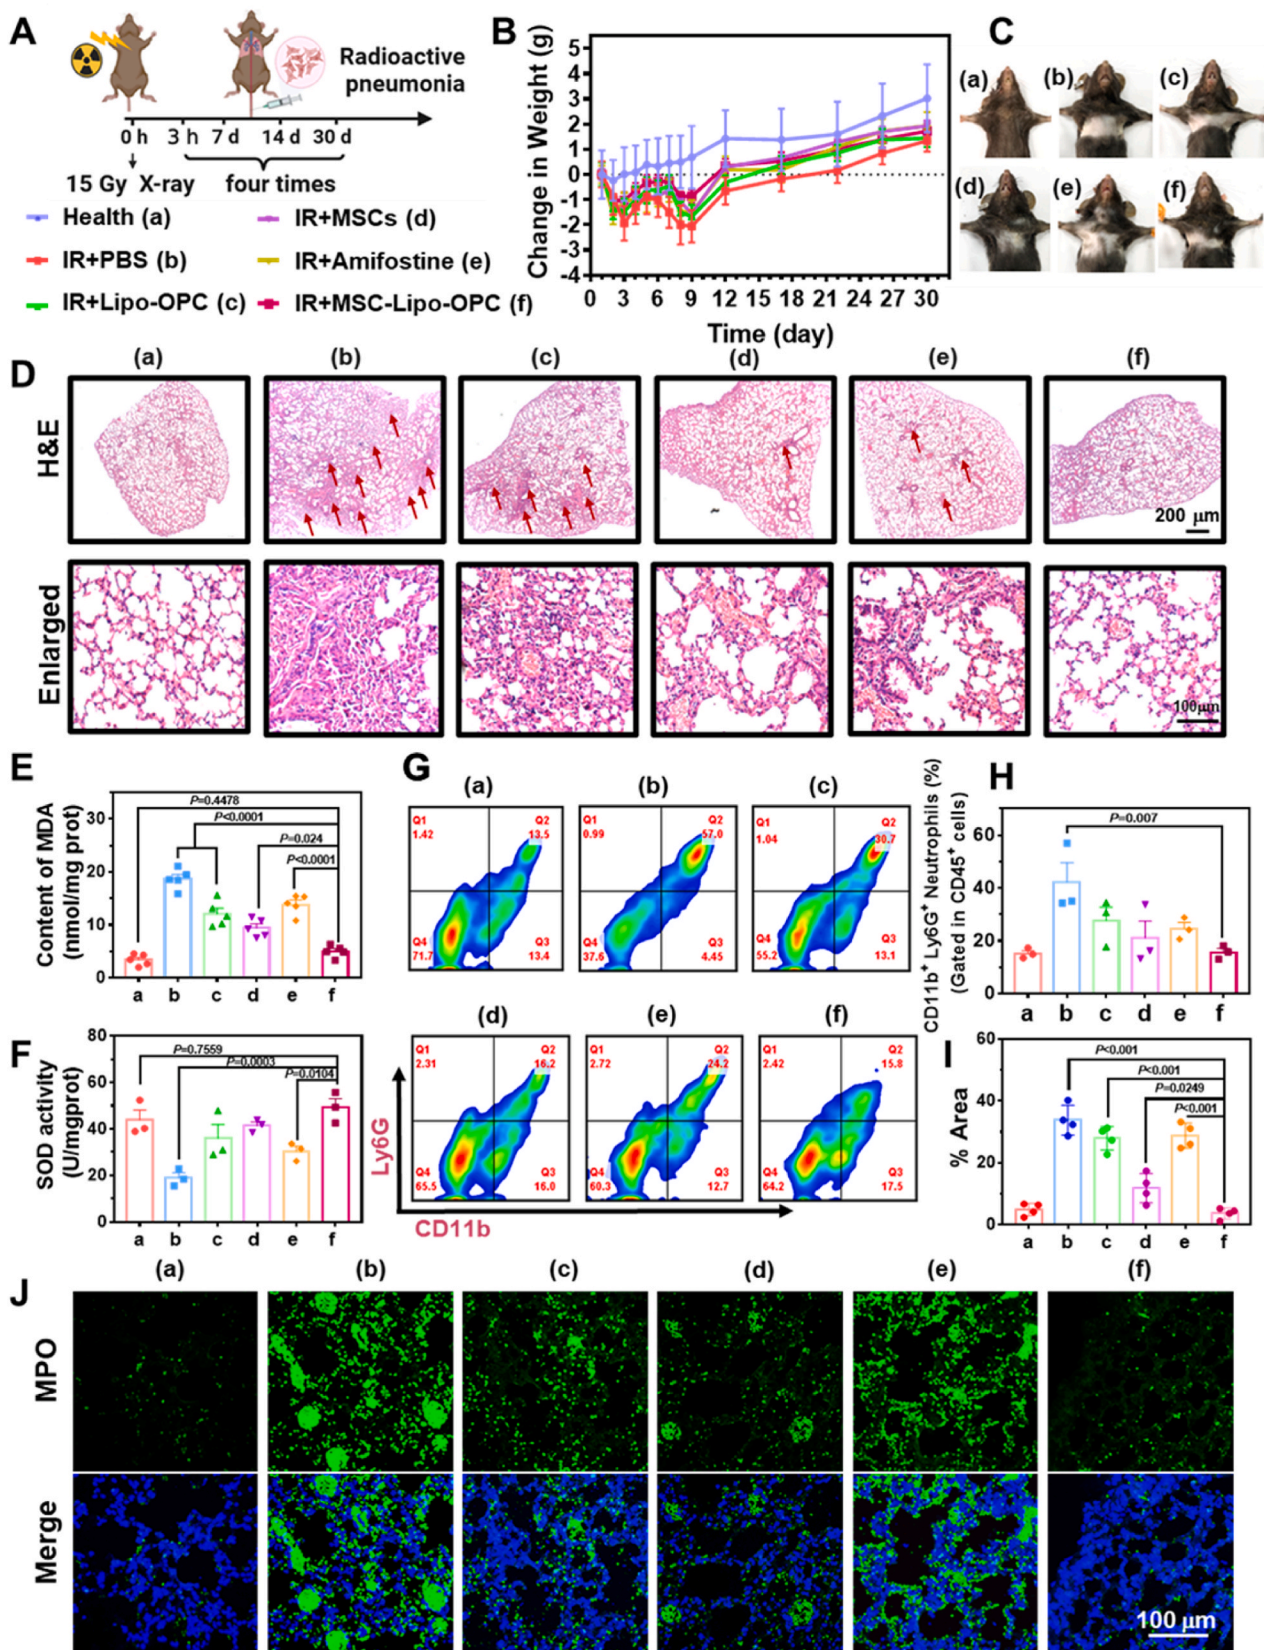 A
Radioactive
pneumonia
0 h 3 h 7 d 14 d 30 d
15 Gy X-ray four times
Health (a) IR+MSCs (d)
IR+PBS (b) IR+Amifostine (e)
IR+Lipo-OPC (c) IR+MSC-Lipo-OPC (f)
B
Change in Weight (g)
5
4
3
2
1
0
-1
-2
-3
-4
0 3 6 9 12 15 18 21 24 27 30
Time (day)
C
(a) (b) (c)
(d) (e) (f)
D
(a) (b) (c) (d) (e) (f)
H&E
200 μm
Enlarged
100μm
E
Content of MDA
(nmol/mg prot)
30
20
10
0
P=0.4478
P<0.0001
P=0.024
P<0.0001
a b c d e f
F
SOD activity
(U/mgprot)
80
60
40
20
0
P=0.7559
P=0.0003
P=0.0104
a b c d e f
G
(a) (b) (c)
Q1 1.42 Q2 13.5 Q4 71.7 Q3 13.4
Q1 0.99 Q2 57.0 Q4 37.6 Q3 4.45
Q1 1.04 Q2 30.7 Q4 55.2 Q3 13.1
(d) (e) (f)
Q1 2.31 Q2 16.2 Q4 65.5 Q3 16.0
Q1 2.72 Q2 24.2 Q4 60.3 Q3 12.7
Q1 2.42 Q2 15.8 Q4 64.2 Q3 17.5
Ly6G
CD11b
H
CD11b⁺ Ly6G⁺ Neutrophils (%)
(Gated in CD45⁺ cells)
60
40
20
0
P=0.007
a b c d e f
I
% Area
60
40
20
0
P<0.001
P<0.001
P=0.0249
P<0.001
a b c d e f
J
(a) (b) (c) (d) (e) (f)
MPO
Merge
100 μm